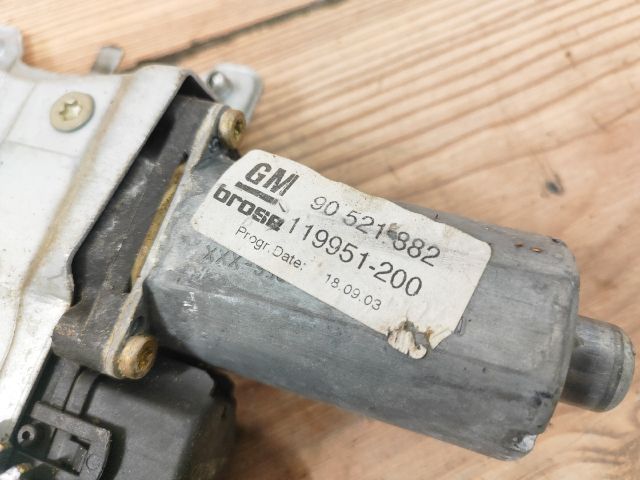 GM
90 521 882
brose
119951-200
Progr. Date: 18.09.03